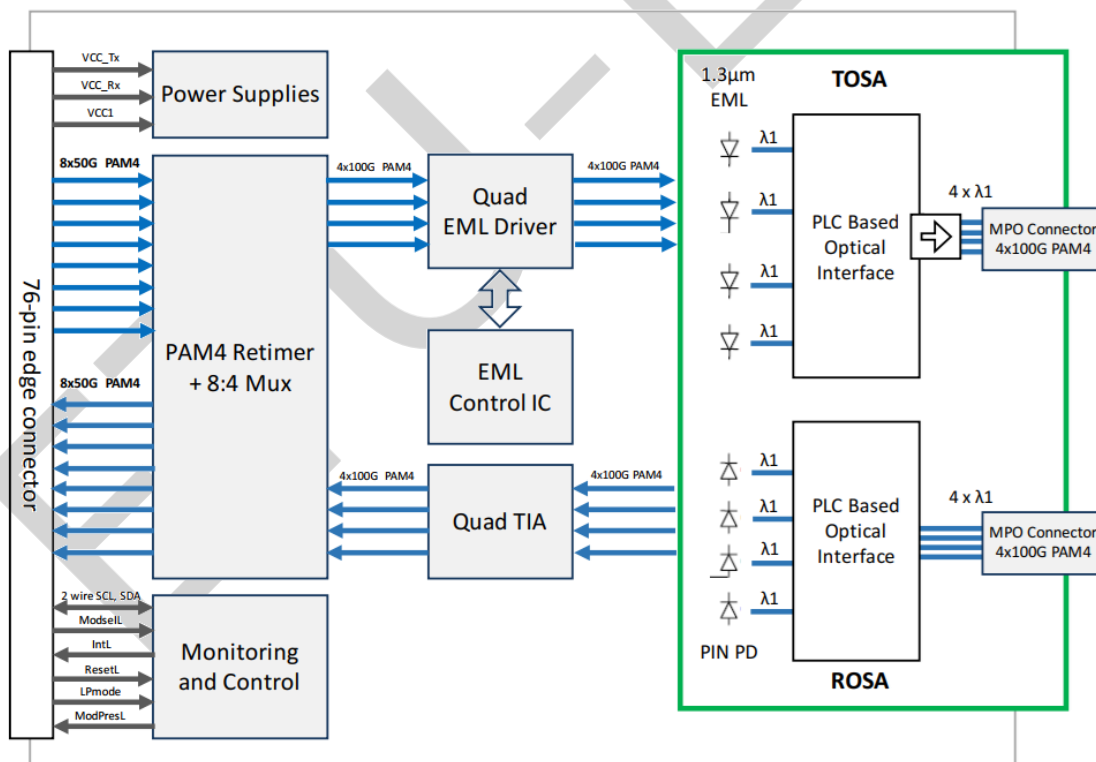 VCC_Tx
VCC_Rx
VCC1
Power Supplies
8x50G PAM4
8x50G PAM4
76-pin edge connector
PAM4 Retimer
+ 8:4 Mux
4x100G PAM4
Quad
EML Driver
4x100G PAM4
EML
Control IC
4x100G PAM4
Quad TIA
4x100G PAM4
2 wire SCL, SDA
ModselL
IntL
ResetL
LPmode
ModPresL
Monitoring
and Control
1.3μm
EML
TOSA
λ1
λ1
λ1
λ1
PLC Based
Optical
Interface
4 x λ1
MPO Connector
4x100G PAM4
λ1
λ1
λ1
λ1
PIN PD
PLC Based
Optical
Interface
4 x λ1
MPO Connector
4x100G PAM4
ROSA